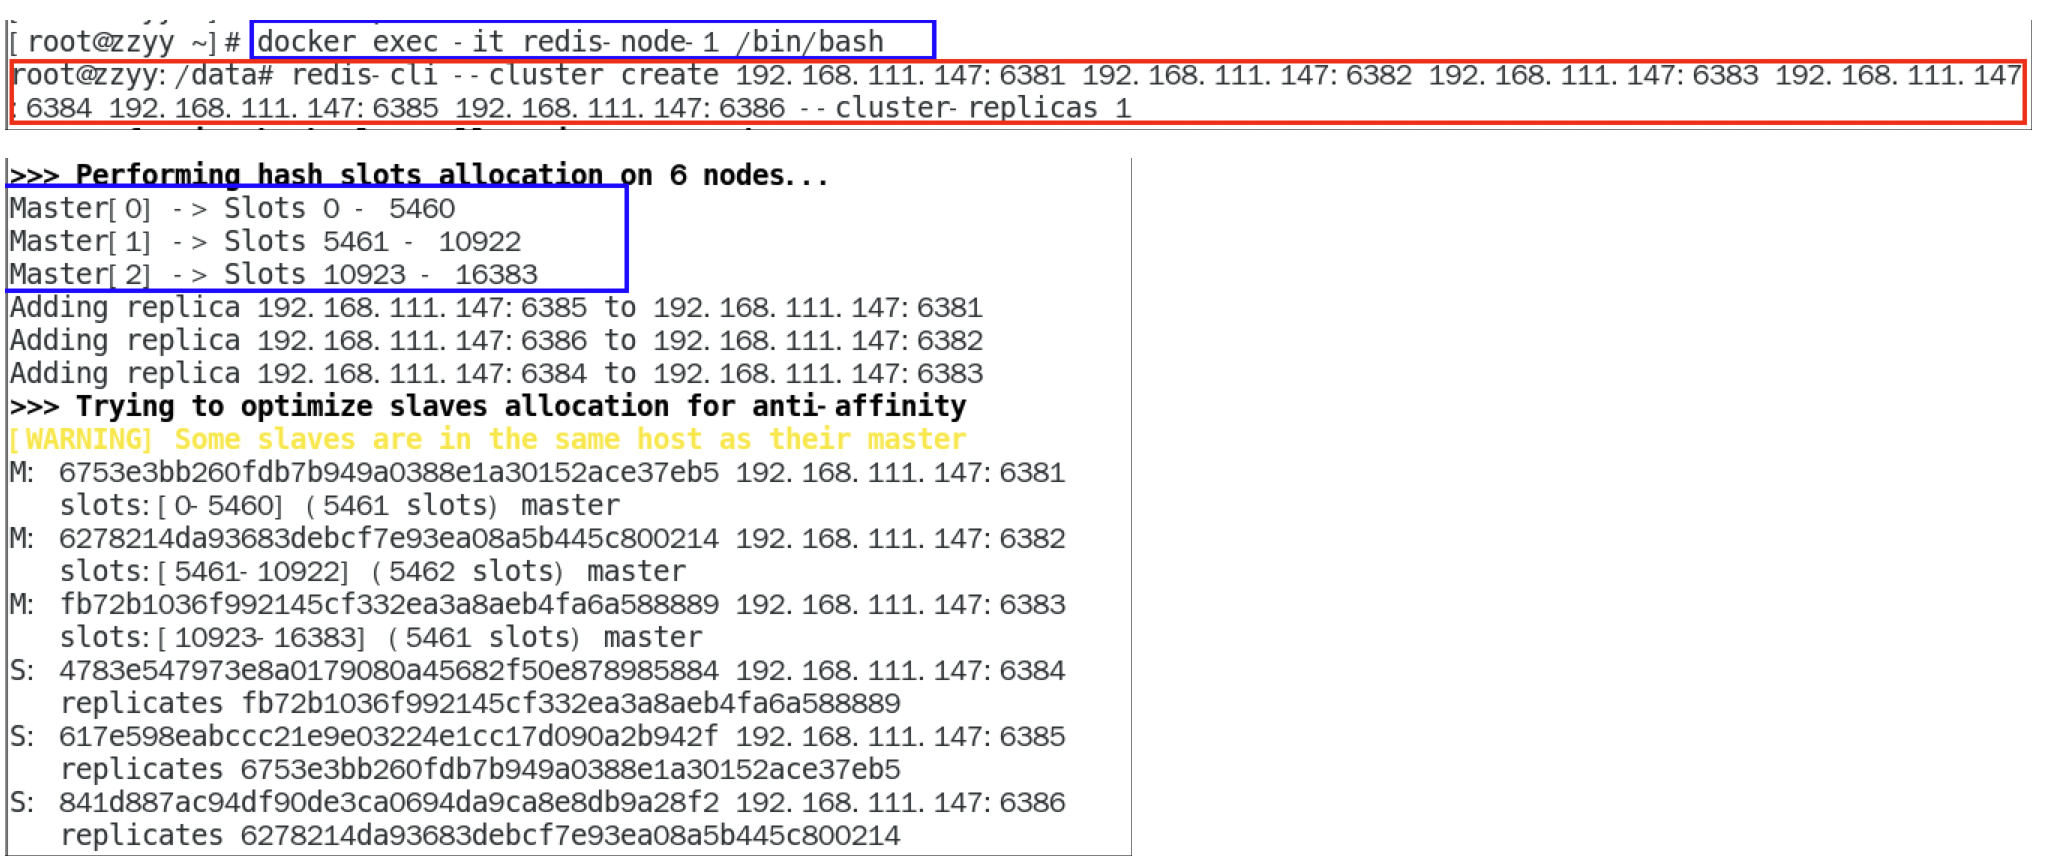 [root@zzyy ~]# docker exec -it redis-node-1 /bin/bash
root@zzyy:/data# redis-cli --cluster create 192.168.111.147:6381 192.168.111.147:6382 192.168.111.147:6383 192.168.111.147
:6384 192.168.111.147:6385 192.168.111.147:6386 --cluster-replicas 1
>>> Performing hash slots allocation on 6 nodes...
Master[0] -> Slots 0 - 5460
Master[1] -> Slots 5461 - 10922
Master[2] -> Slots 10923 - 16383
Adding replica 192.168.111.147:6385 to 192.168.111.147:6381
Adding replica 192.168.111.147:6386 to 192.168.111.147:6382
Adding replica 192.168.111.147:6384 to 192.168.111.147:6383
>>> Trying to optimize slaves allocation for anti-affinity
[WARNING] Some slaves are in the same host as their master
M: 6753e3bb260fdb7b949a0388e1a30152ace37eb5 192.168.111.147:6381
slots:[0-5460] (5461 slots) master
M: 6278214da93683debcf7e93ea08a5b445c800214 192.168.111.147:6382
slots:[5461-10922] (5462 slots) master
M: fb72b1036f992145cf332ea3a8aeb4fa6a588889 192.168.111.147:6383
slots:[10923-16383] (5461 slots) master
S: 4783e547973e8a0179080a45682f50e878985884 192.168.111.147:6384
replicates fb72b1036f992145cf332ea3a8aeb4fa6a588889
S: 617e598eabccc21e9e03224e1cc17d090a2b942f 192.168.111.147:6385
replicates 6753e3bb260fdb7b949a0388e1a30152ace37eb5
S: 841d887ac94df90de3ca0694da9ca8e8db9a28f2 192.168.111.147:6386
replicates 6278214da93683debcf7e93ea08a5b445c800214